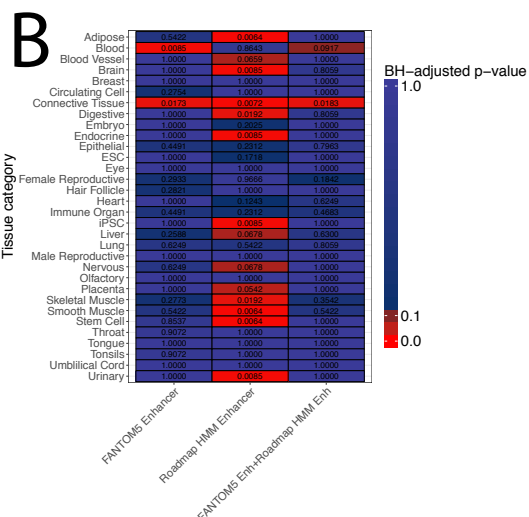 B
BH-adjusted p-value
1.0
0.1
0.0
Tissue category
Adipose 0.5422 0.0064 1.0000
Blood 0.0085 0.8643 0.0917
Blood Vessel 1.0000 0.0659 1.0000
Brain 1.0000 0.0085 0.8059
Breast 1.0000 1.0000 1.0000
Circulating Cell 0.2754 1.0000 1.0000
Connective Tissue 0.0173 0.0072 0.0183
Digestive 1.0000 0.0192 0.8059
Embryo 1.0000 0.2025 1.0000
Endocrine 1.0000 0.0085 1.0000
Epithelial 0.4491 0.2312 0.7963
ESC 1.0000 0.1718 1.0000
Eye 1.0000 1.0000 1.0000
Female Reproductive 0.2933 0.9666 0.1842
Hair Follicle 0.2821 1.0000 1.0000
Heart 1.0000 0.1243 0.6249
Immune Organ 0.4491 0.2312 0.4683
iPSC 1.0000 0.0085 1.0000
Liver 0.2586 0.0678 0.6300
Lung 0.6249 0.5422 0.8059
Male Reproductive 1.0000 1.0000 1.0000
Nervous 0.6249 0.0678 1.0000
Olfactory 1.0000 1.0000 1.0000
Placenta 1.0000 0.0542 1.0000
Skeletal Muscle 0.2773 0.0192 0.3542
Smooth Muscle 0.5422 0.0064 0.5422
Stem Cell 0.8537 0.0064 1.0000
Throat 0.9072 1.0000 1.0000
Tongue 1.0000 1.0000 1.0000
Tonsils 0.9072 1.0000 1.0000
Umblilical Cord 1.0000 1.0000 1.0000
Urinary 1.0000 0.0085 1.0000
FANTOM5 Enhancer
Roadmap HMM Enhancer
FANTOM5 Enh+Roadmap HMM Enh